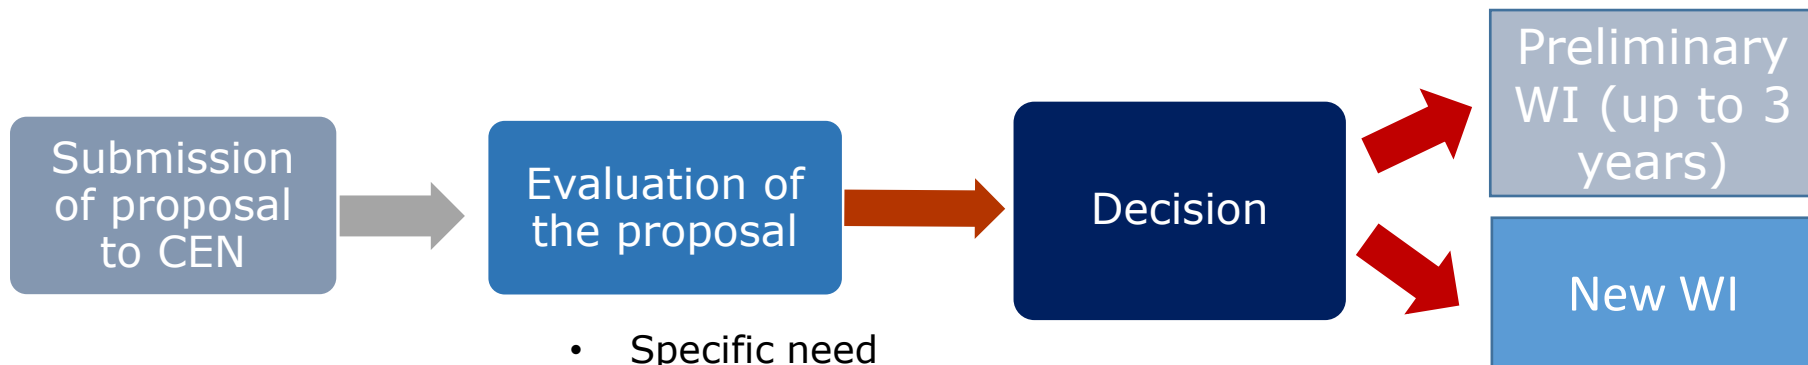 Submission
of proposal
to CEN
Evaluation of
the proposal
• Specific need
Decision
Preliminary
WI (up to 3
years)
New WI